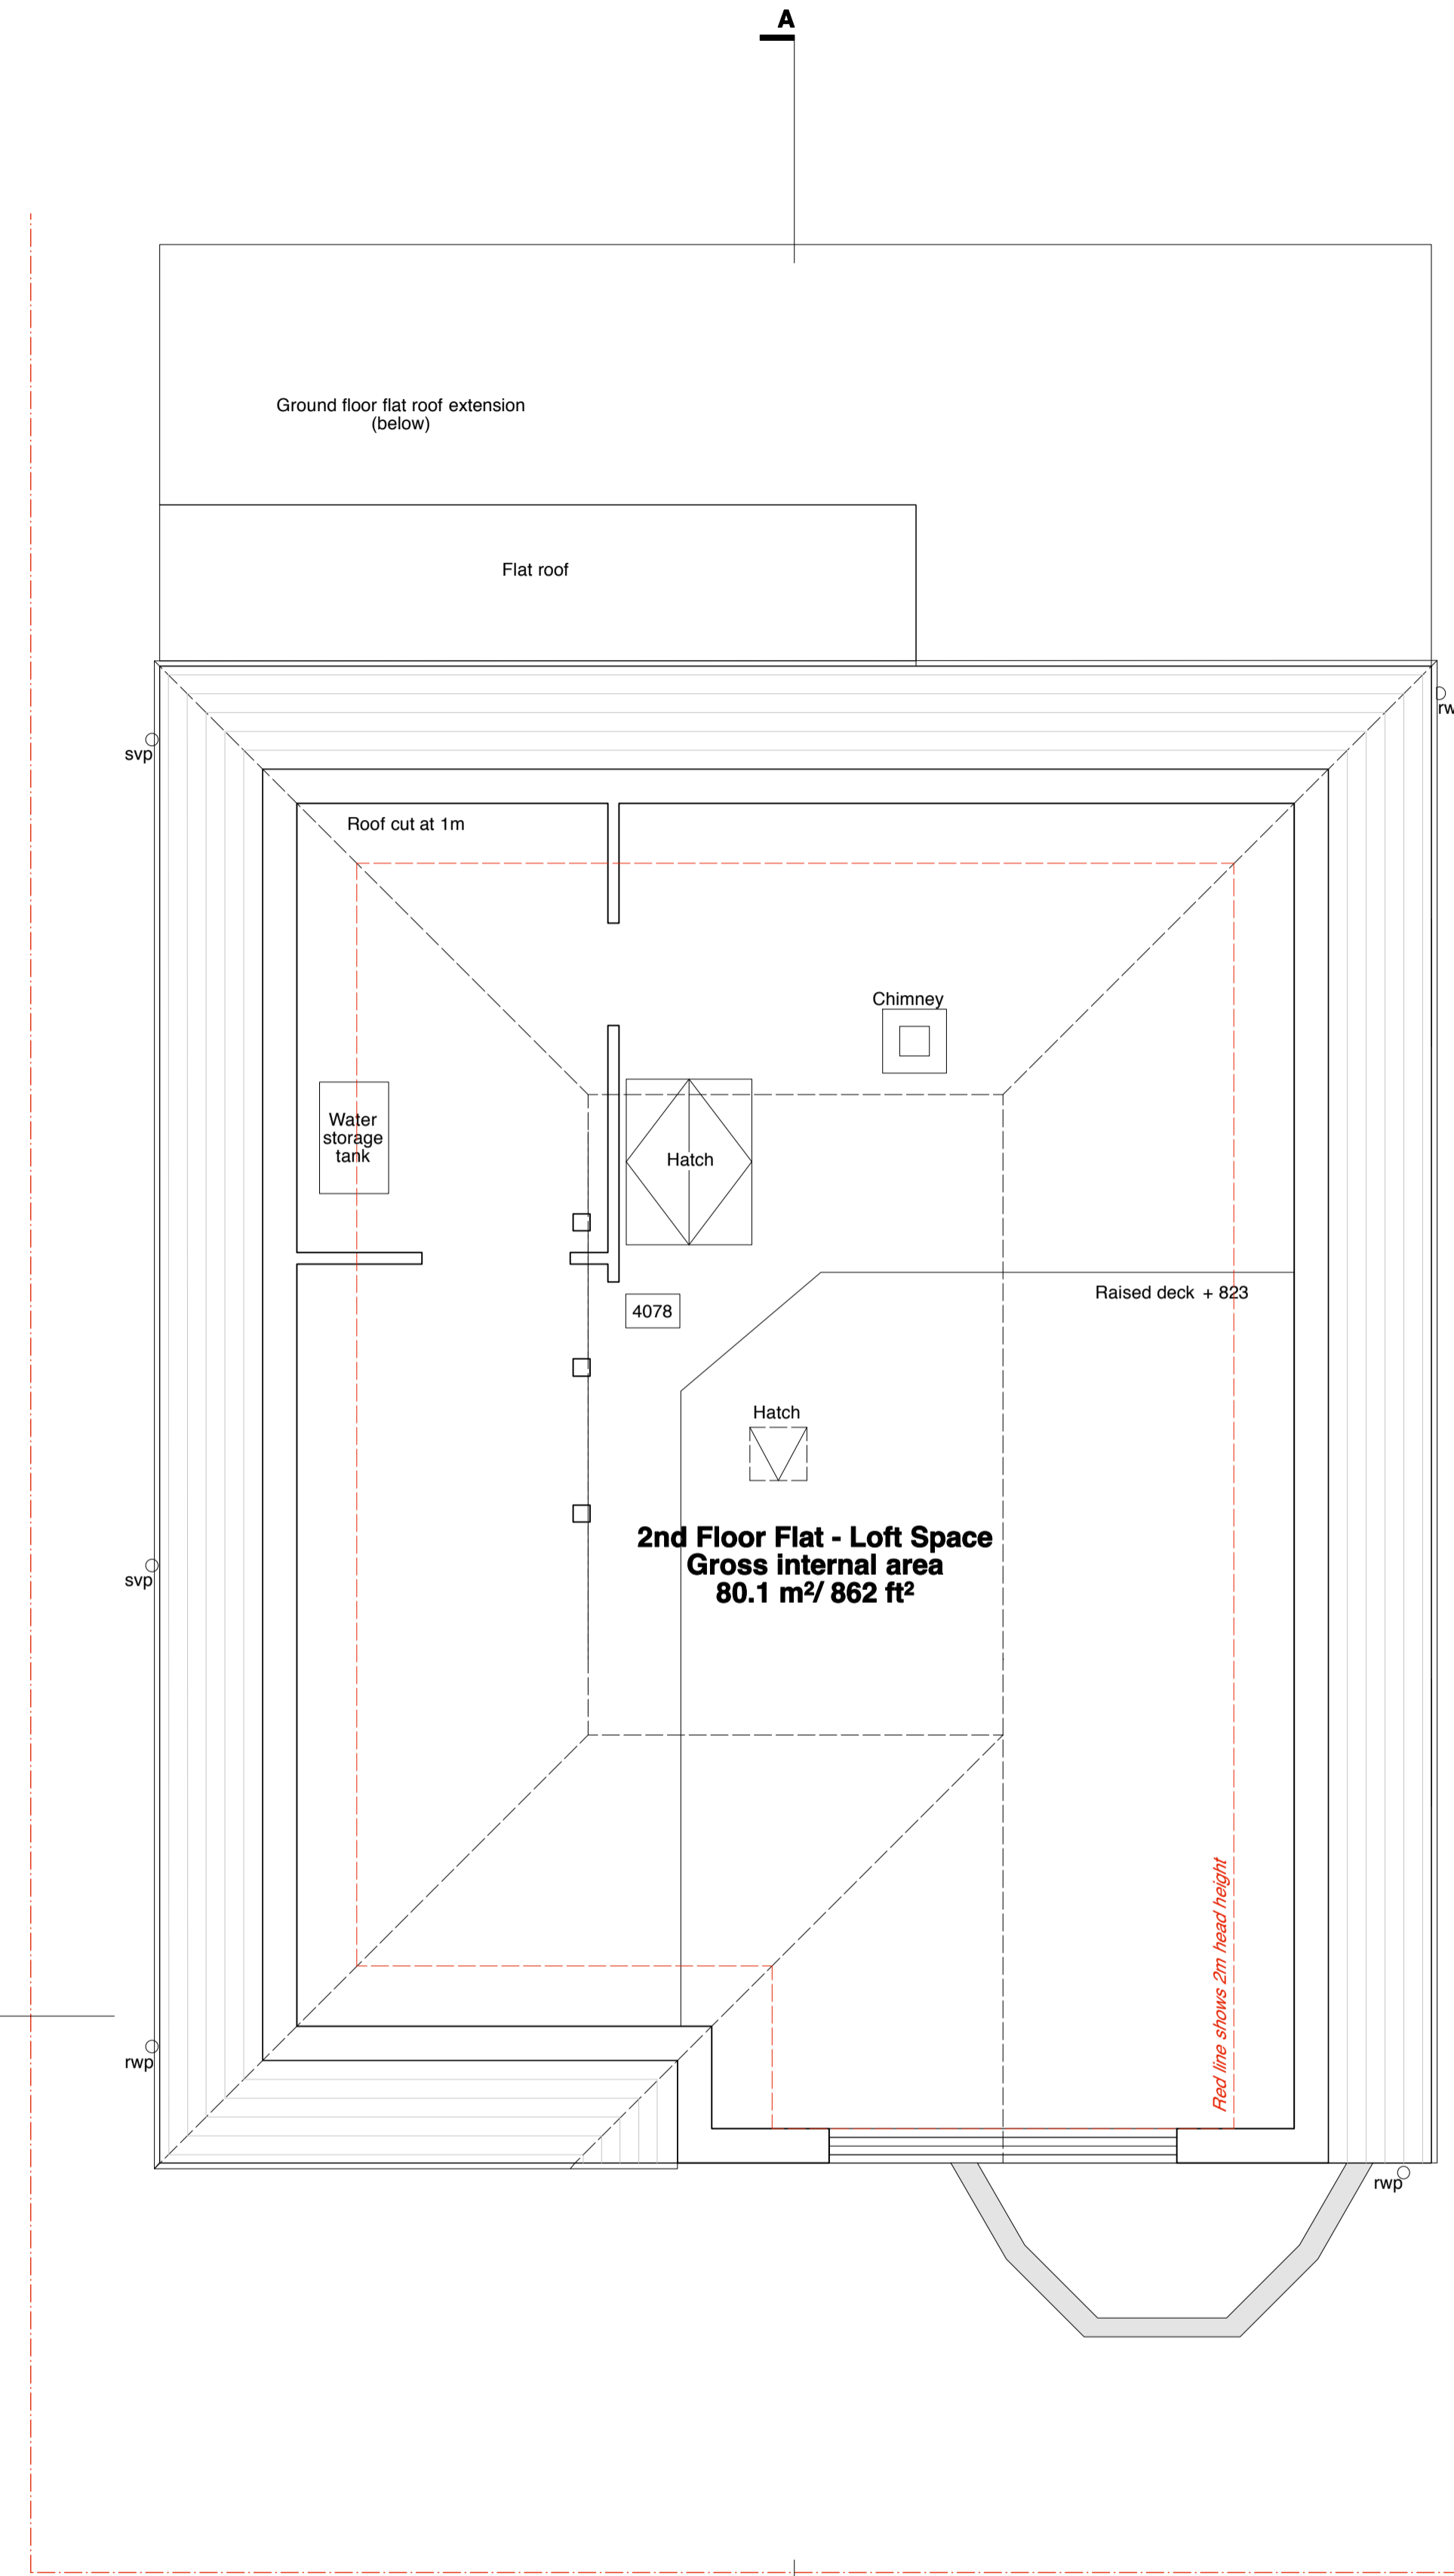 A
Ground floor flat roof extension
(below)
Flat roof
rw
svp
Roof cut at 1m
Chimney
Water
storage
tank
Hatch
Raised deck + 823
4078
Hatch
2nd Floor Flat - Loft Space
Gross internal area
80.1 m²/ 862 ft²
svp
Red line shows 2m head height
rwp
rwp